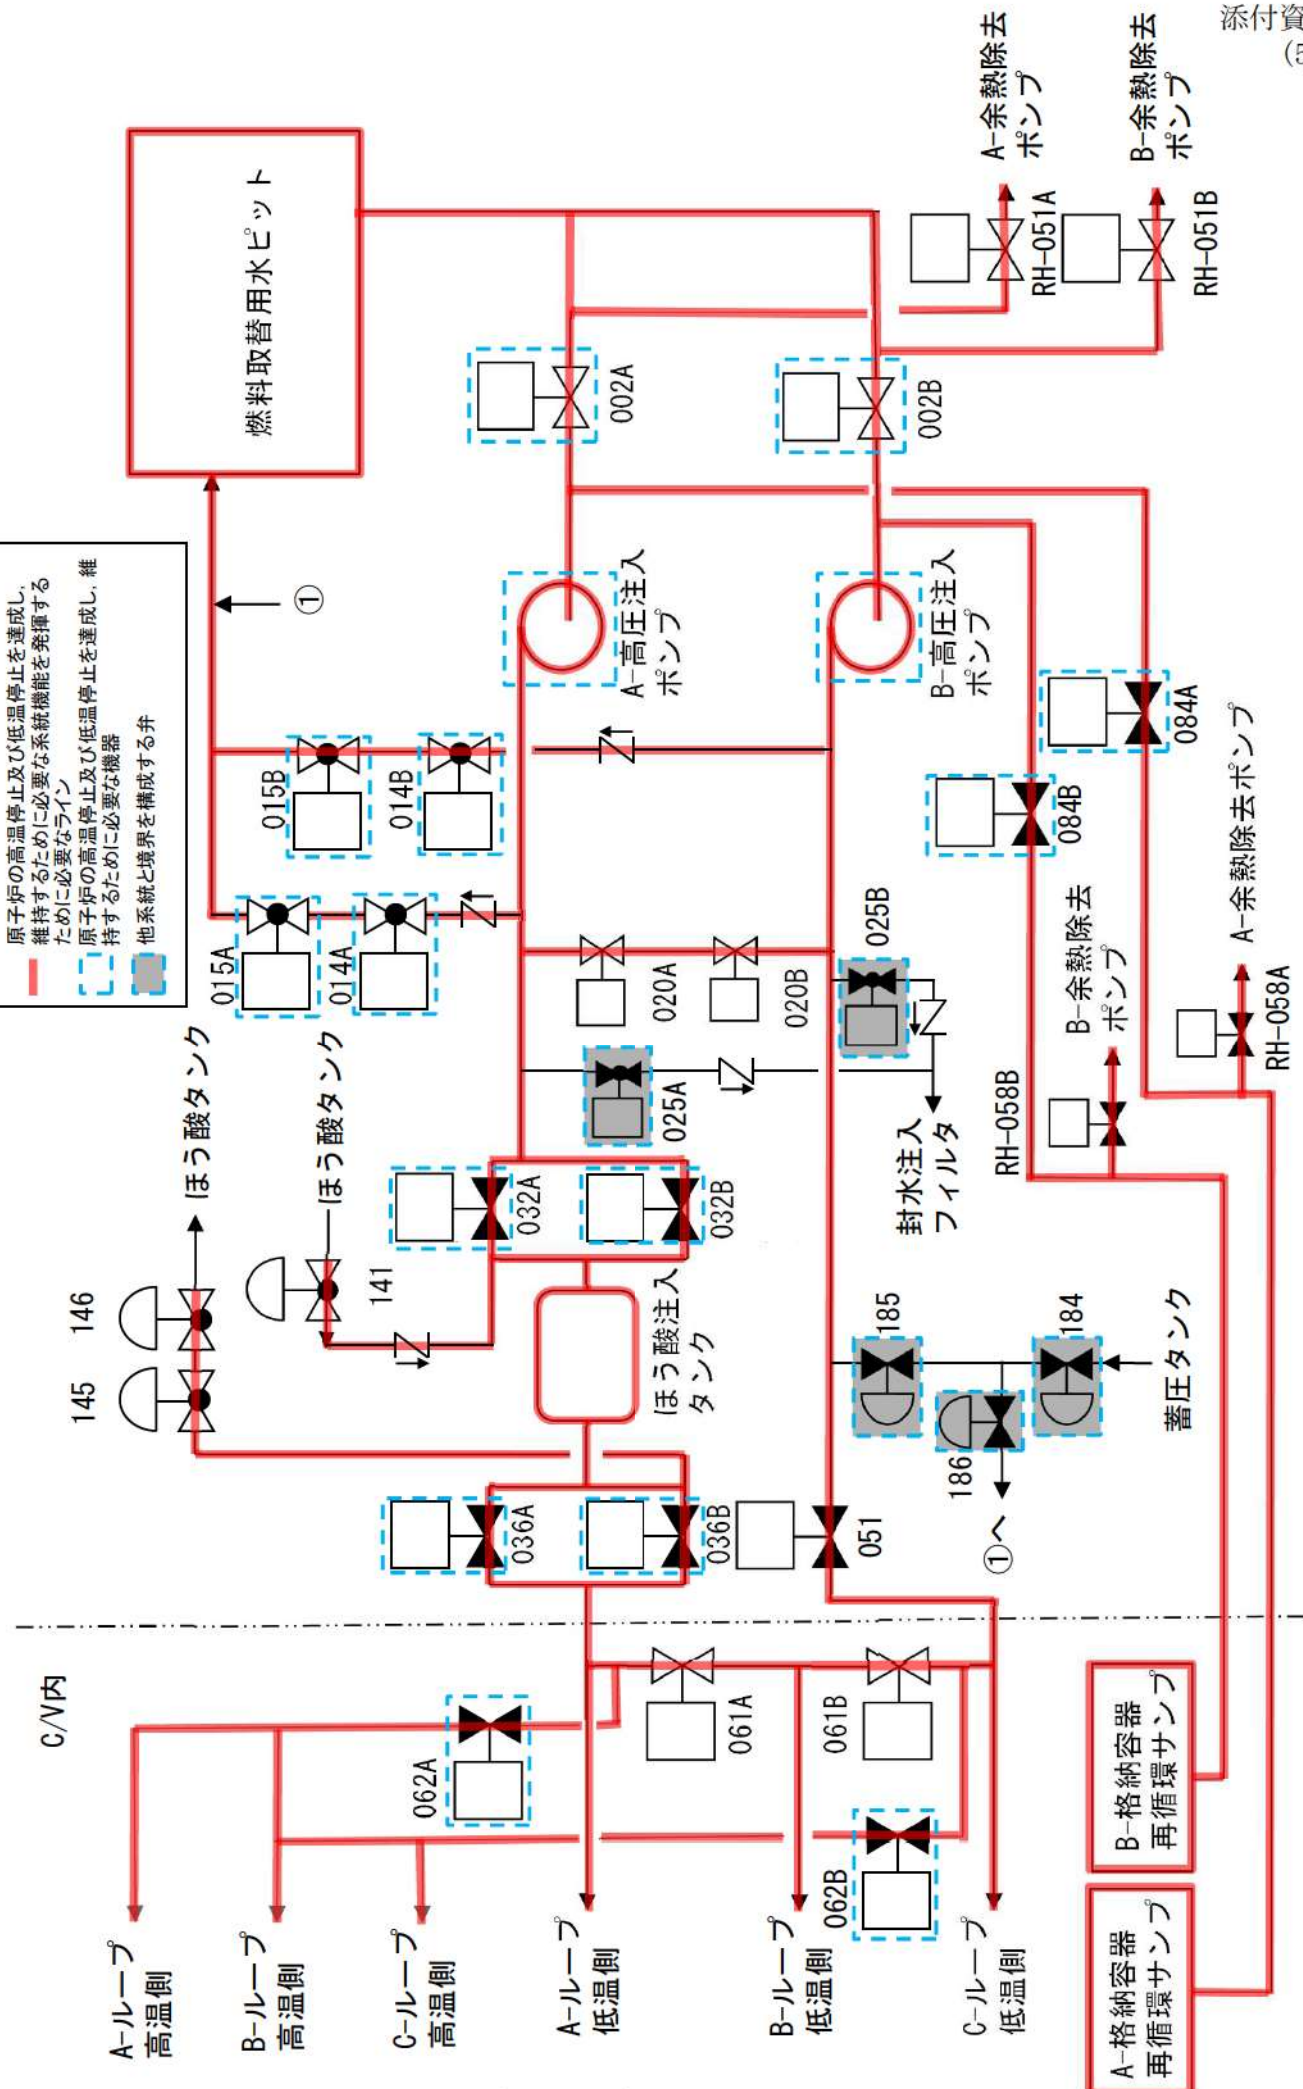 添付資
(5
原子炉の高温停止及び低温停止を達成し,
維持するために必要な系統機能を発揮する
ために必要なライン
原子炉の高温停止及び低温停止を達成し, 維
持するために必要な機器
他系統と境界を構成する弁
燃料取替用水ピット
①
015B
014B
015A
014A
002A
002B
A-余熱除去
ポンプ
B-余熱除去
ポンプ
RH-051A
RH-051B
A-高圧注入
ポンプ
B-高圧注入
ポンプ
020A
020B
025A
025B
084A
084B
封水注入
フィルタ
B-余熱除去
ポンプ
RH-058B
A-余熱除去ポンプ
RH-058A
ほう酸タンク
ほう酸タンク
146
145
141
032A
032B
ほう酸注入
タンク
036A
036B
051
185
184
186
①へ
蓄圧タンク
C/V内
062A
061A
061B
062B
A-ループ
高温側
B-ループ
高温側
C-ループ
高温側
A-ループ
低温側
B-ループ
低温側
C-ループ
低温側
B-格納容器
再循環サンプ
A-格納容器
再循環サンプ